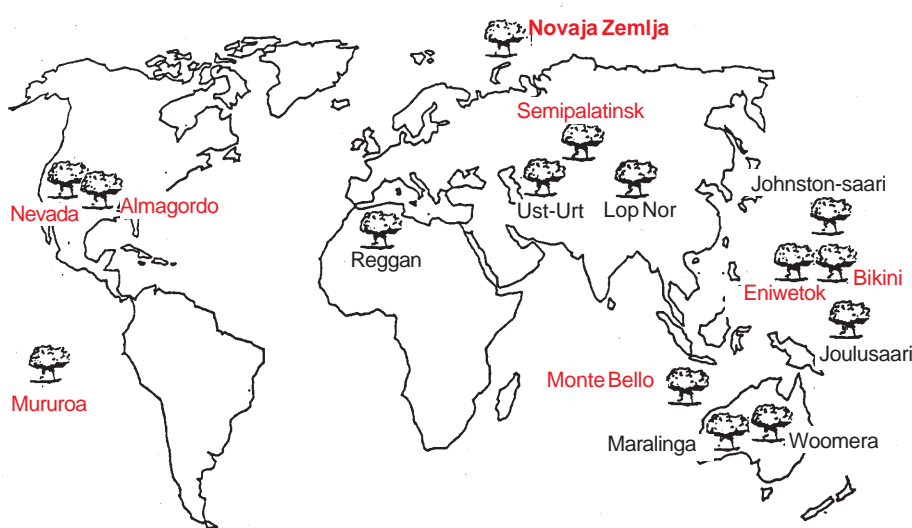 Novaja Zemlja
Semipalatinsk
Johnston-saari
Nevada
Almagordo
Ust-Urt
Lop Nor
Reggan
Eniwetok
Bikini
Joulusaari
Mururoa
Monte Bello
Maralinga
Woomera